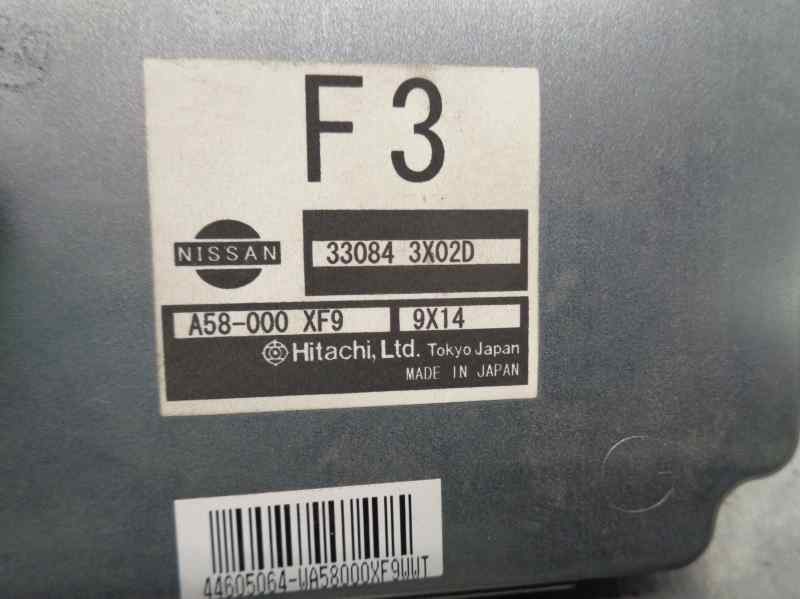 F3
NISSAN
33084 3X02D
A58-000 XF9 9X14
Hitachi, Ltd. Tokyo Japan
MADE IN JAPAN
44605064-WA58000XF9WWT